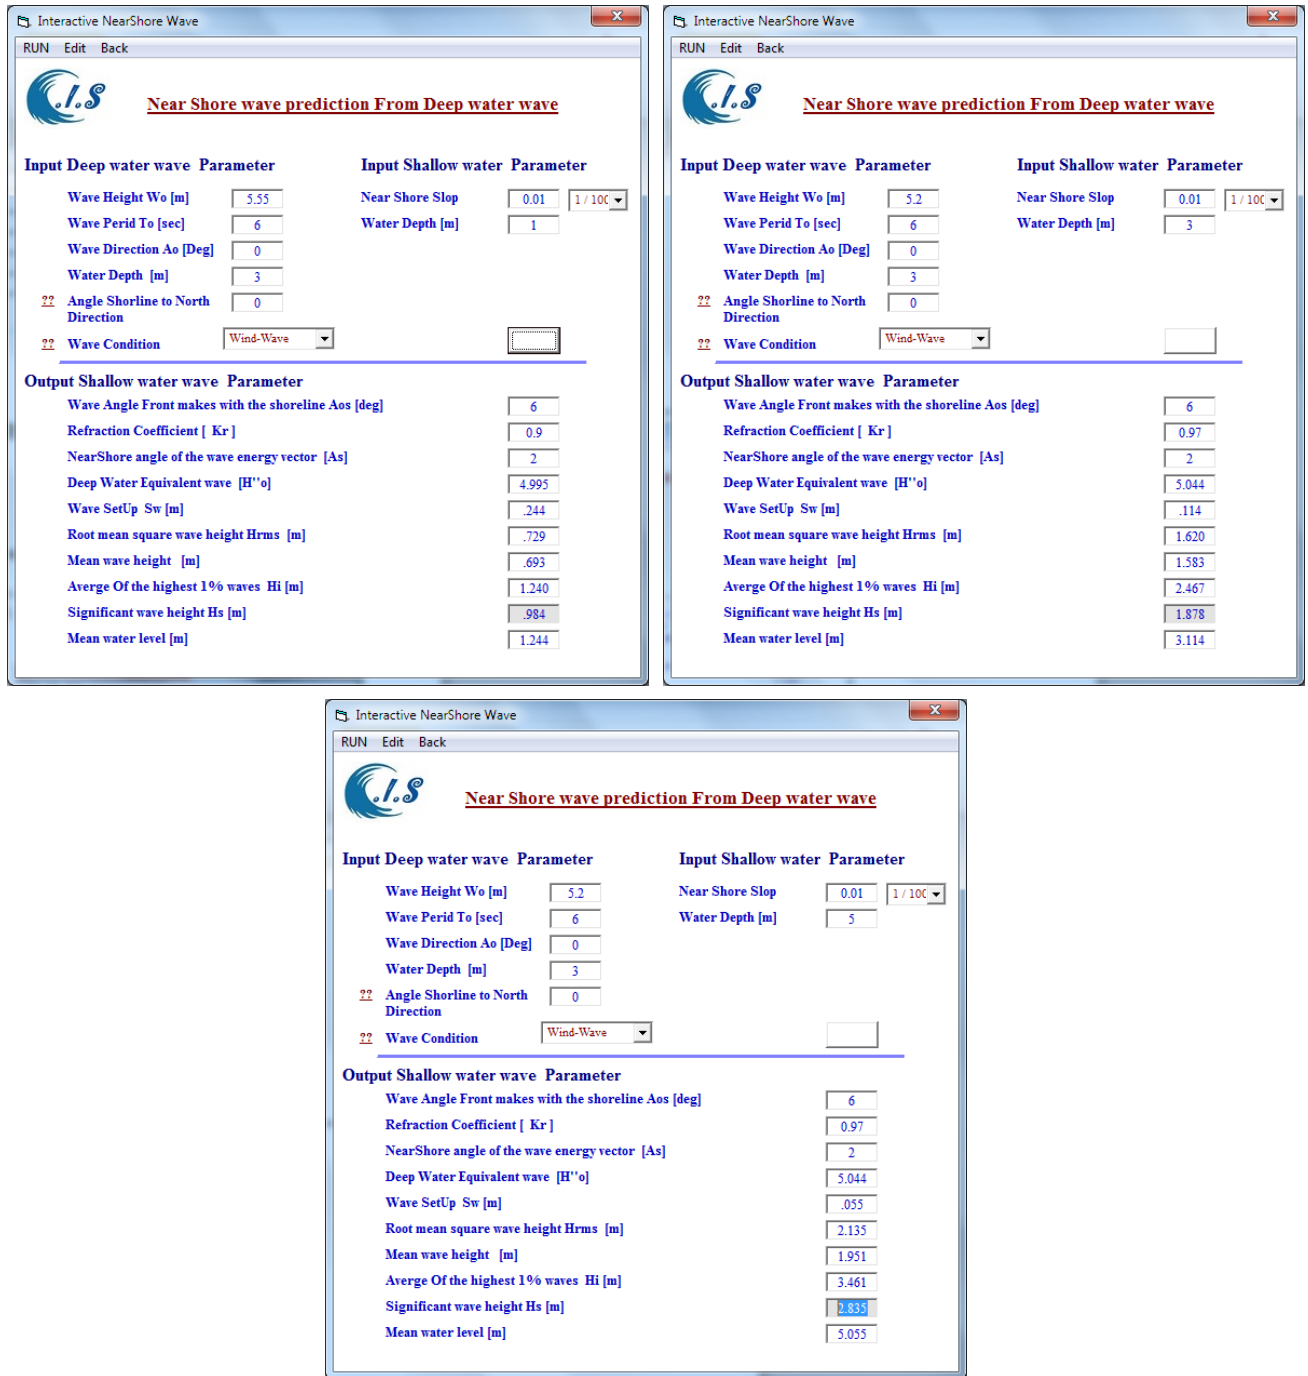 Interactive NearShore Wave
RUN Edit Back
C.I.S
Near Shore wave prediction From Deep water wave
Input Deep water wave Parameter Input Shallow water Parameter
Wave Height Wo [m] 5.55 Near Shore Slop 0.01 1 / 100
Wave Perid To [sec] 6 Water Depth [m] 1
Wave Direction Ao [Deg] 0
Water Depth [m] 3
?? Angle Shorline to North 0
Direction
?? Wave Condition Wind-Wave
Output Shallow water wave Parameter
Wave Angle Front makes with the shoreline Aos [deg] 6
Refraction Coefficient [ Kr ] 0.9
NearShore angle of the wave energy vector [As] 2
Deep Water Equivalent wave [H''o] 4.995
Wave SetUp Sw [m] .244
Root mean square wave height Hrms [m] .729
Mean wave height [m] .693
Averge Of the highest 1% waves Hi [m] 1.240
Significant wave height Hs [m] .984
Mean water level [m] 1.244
Interactive NearShore Wave
RUN Edit Back
C.I.S
Near Shore wave prediction From Deep water wave
Input Deep water wave Parameter Input Shallow water Parameter
Wave Height Wo [m] 5.2 Near Shore Slop 0.01 1 / 100
Wave Perid To [sec] 6 Water Depth [m] 3
Wave Direction Ao [Deg] 0
Water Depth [m] 3
?? Angle Shorline to North 0
Direction
?? Wave Condition Wind-Wave
Output Shallow water wave Parameter
Wave Angle Front makes with the shoreline Aos [deg] 6
Refraction Coefficient [ Kr ] 0.97
NearShore angle of the wave energy vector [As] 2
Deep Water Equivalent wave [H''o] 5.044
Wave SetUp Sw [m] .114
Root mean square wave height Hrms [m] 1.620
Mean wave height [m] 1.583
Averge Of the highest 1% waves Hi [m] 2.467
Significant wave height Hs [m] 1.878
Mean water level [m] 3.114
Interactive NearShore Wave
RUN Edit Back
C.I.S
Near Shore wave prediction From Deep water wave
Input Deep water wave Parameter Input Shallow water Parameter
Wave Height Wo [m] 5.2 Near Shore Slop 0.01 1 / 100
Wave Perid To [sec] 6 Water Depth [m] 5
Wave Direction Ao [Deg] 0
Water Depth [m] 3
?? Angle Shorline to North 0
Direction
?? Wave Condition Wind-Wave
Output Shallow water wave Parameter
Wave Angle Front makes with the shoreline Aos [deg] 6
Refraction Coefficient [ Kr ] 0.97
NearShore angle of the wave energy vector [As] 2
Deep Water Equivalent wave [H''o] 5.044
Wave SetUp Sw [m] .055
Root mean square wave height Hrms [m] 2.135
Mean wave height [m] 1.951
Averge Of the highest 1% waves Hi [m] 3.461
Significant wave height Hs [m] 2.835
Mean water level [m] 5.055